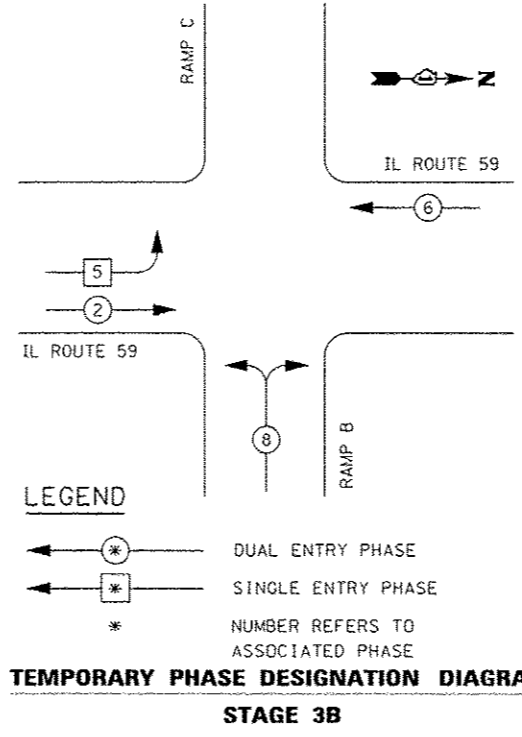 RAMP C
N
IL ROUTE 59
6
5
2
IL ROUTE 59
8
RAMP B
LEGEND
* DUAL ENTRY PHASE
* SINGLE ENTRY PHASE
* NUMBER REFERS TO
ASSOCIATED PHASE
TEMPORARY PHASE DESIGNATION DIAGRA
STAGE 3B